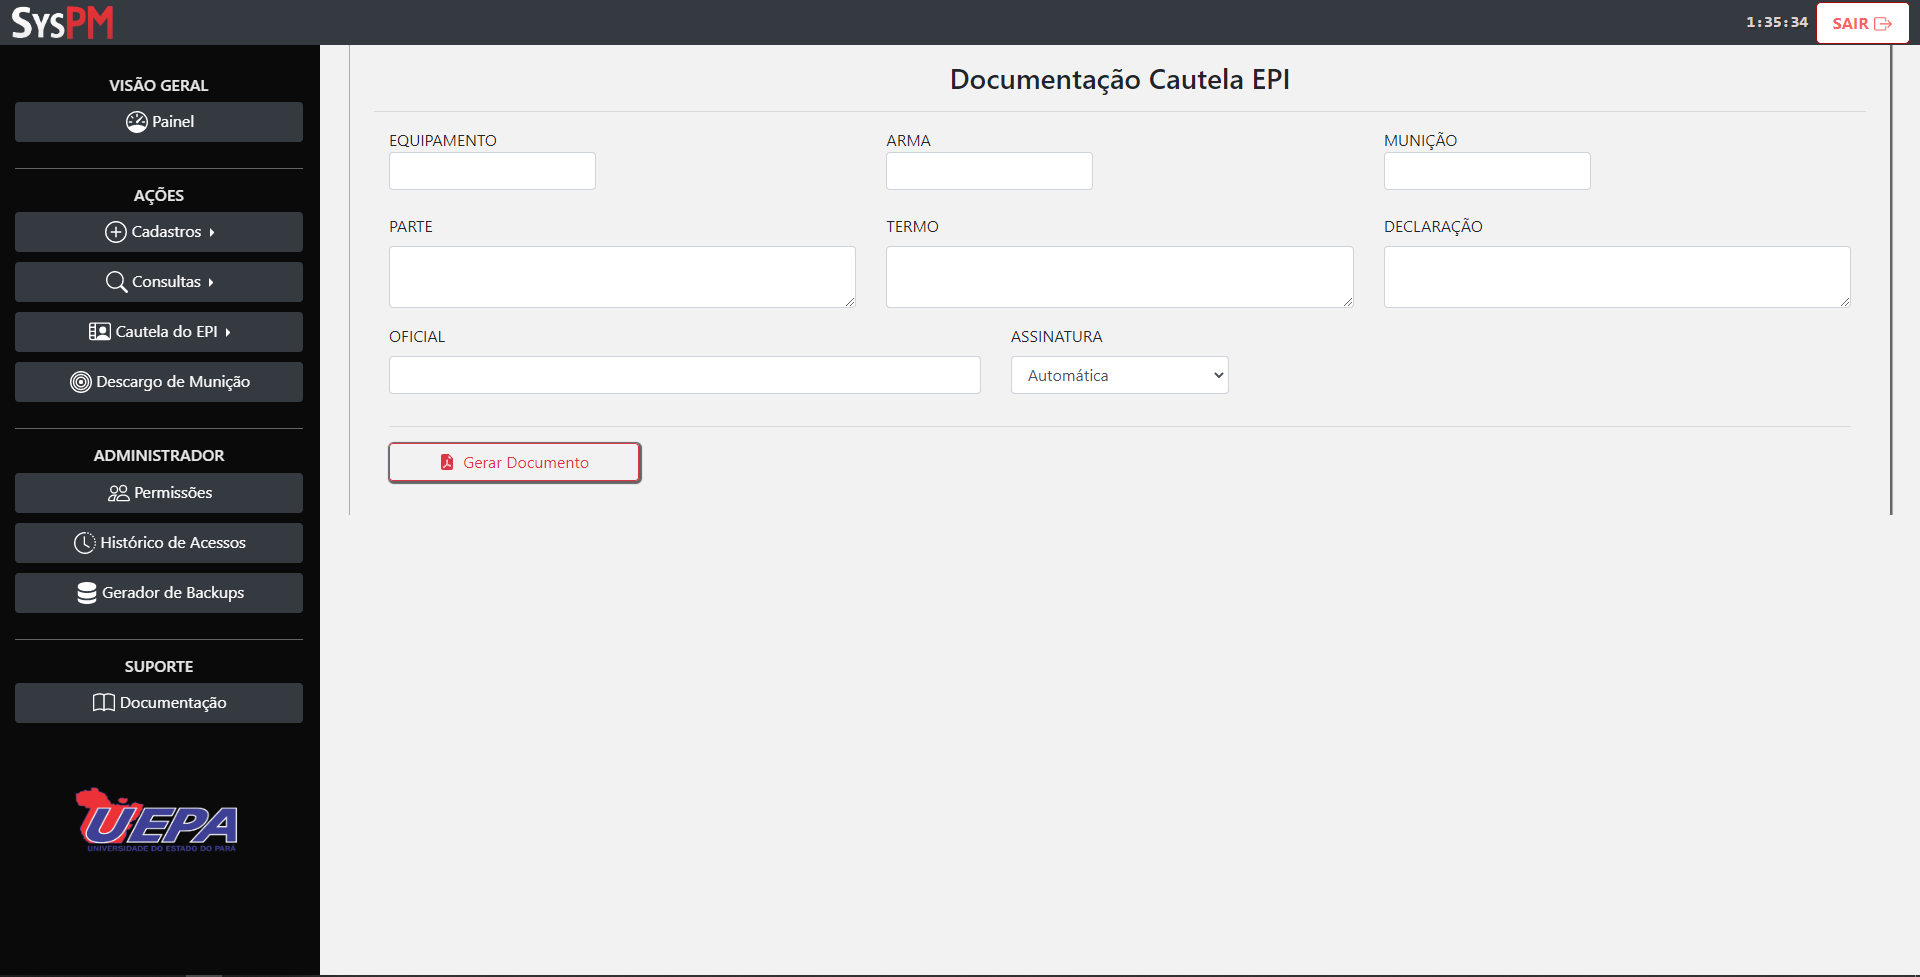 SysPM
1:35:34
SAIR
VISÃO GERAL
Painel
AÇÕES
Cadastros
Consultas
Cautela do EPI
Descargo de Munição
ADMINISTRADOR
Permissões
Histórico de Acessos
Gerador de Backups
SUPORTE
Documentação
UEPA
UNIVERSIDADE DO ESTADO DO PARÁ
Documentação Cautela EPI
EQUIPAMENTO
ARMA
MUNIÇÃO
PARTE
TERMO
DECLARAÇÃO
OFICIAL
ASSINATURA
Automática
Gerar Documento